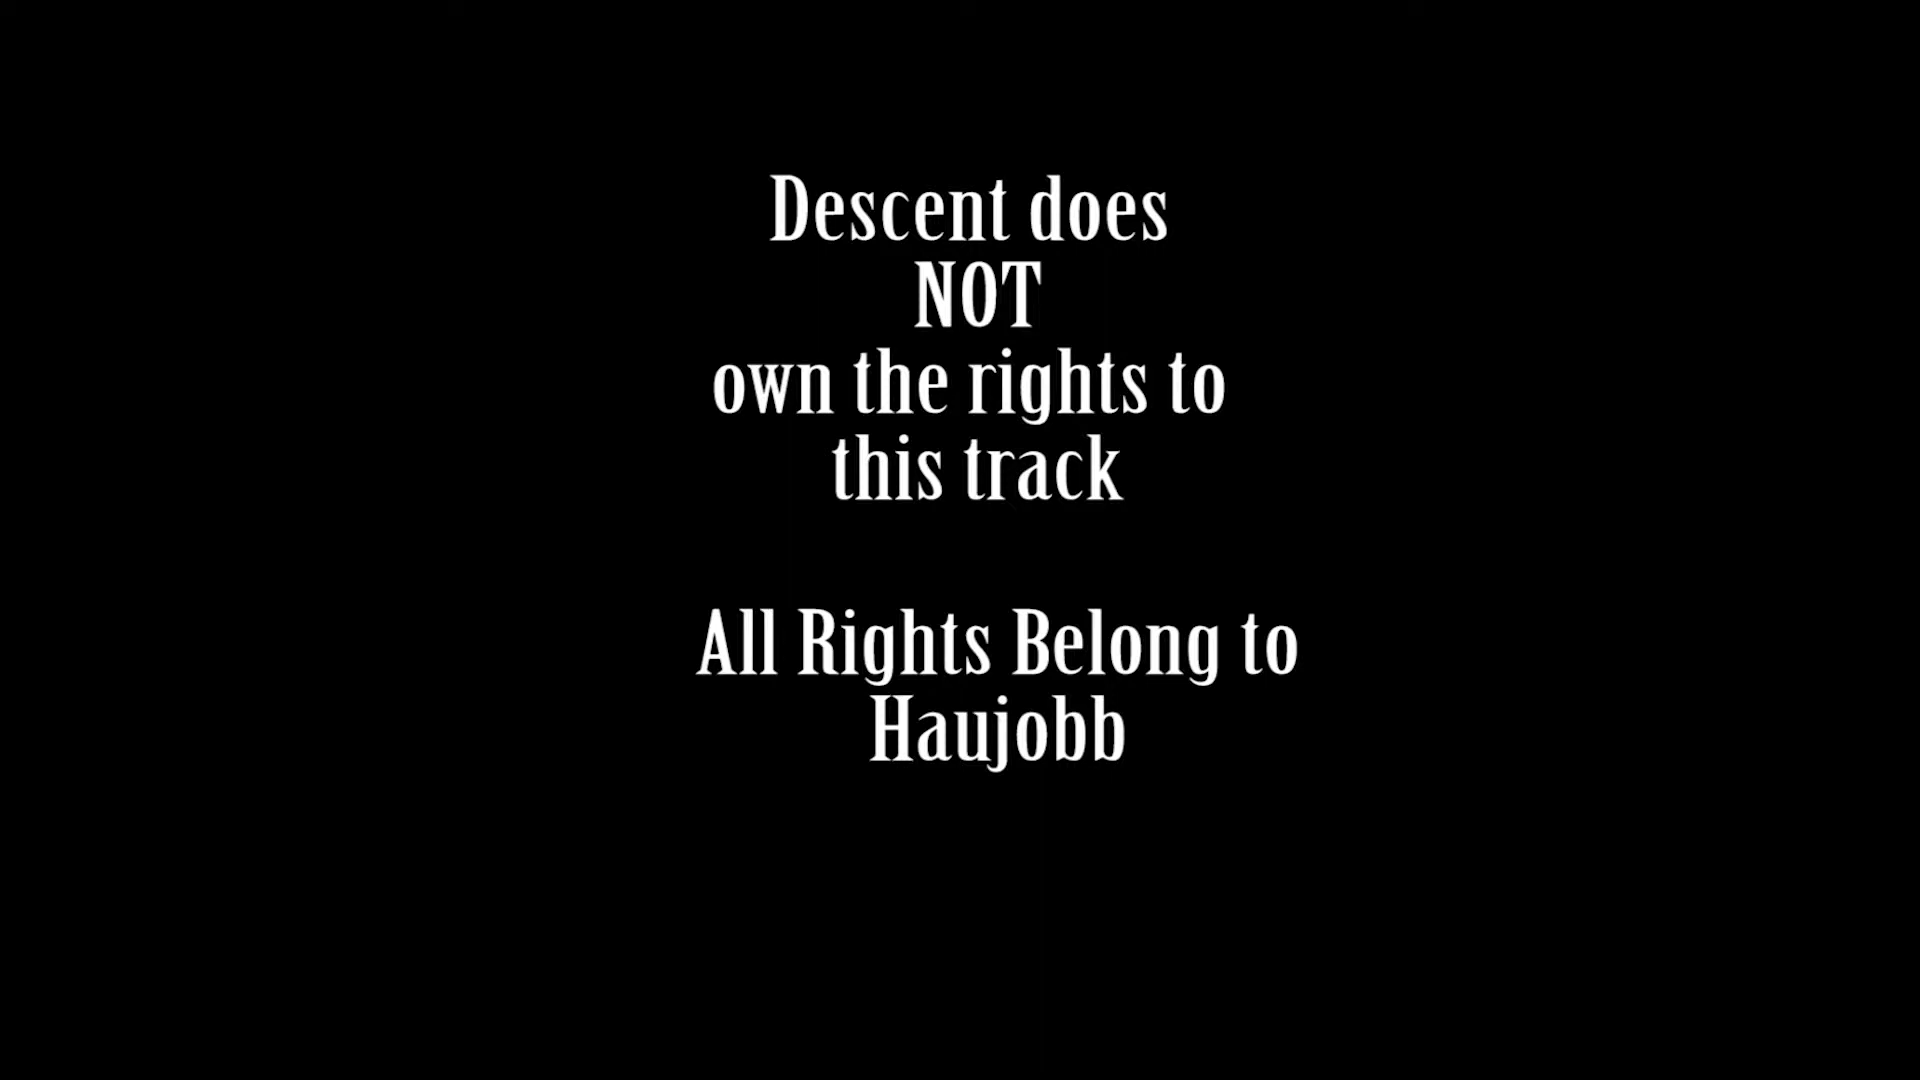 Descent does
NOT
own the rights to
this track
All Rights Belong to
Haujobb